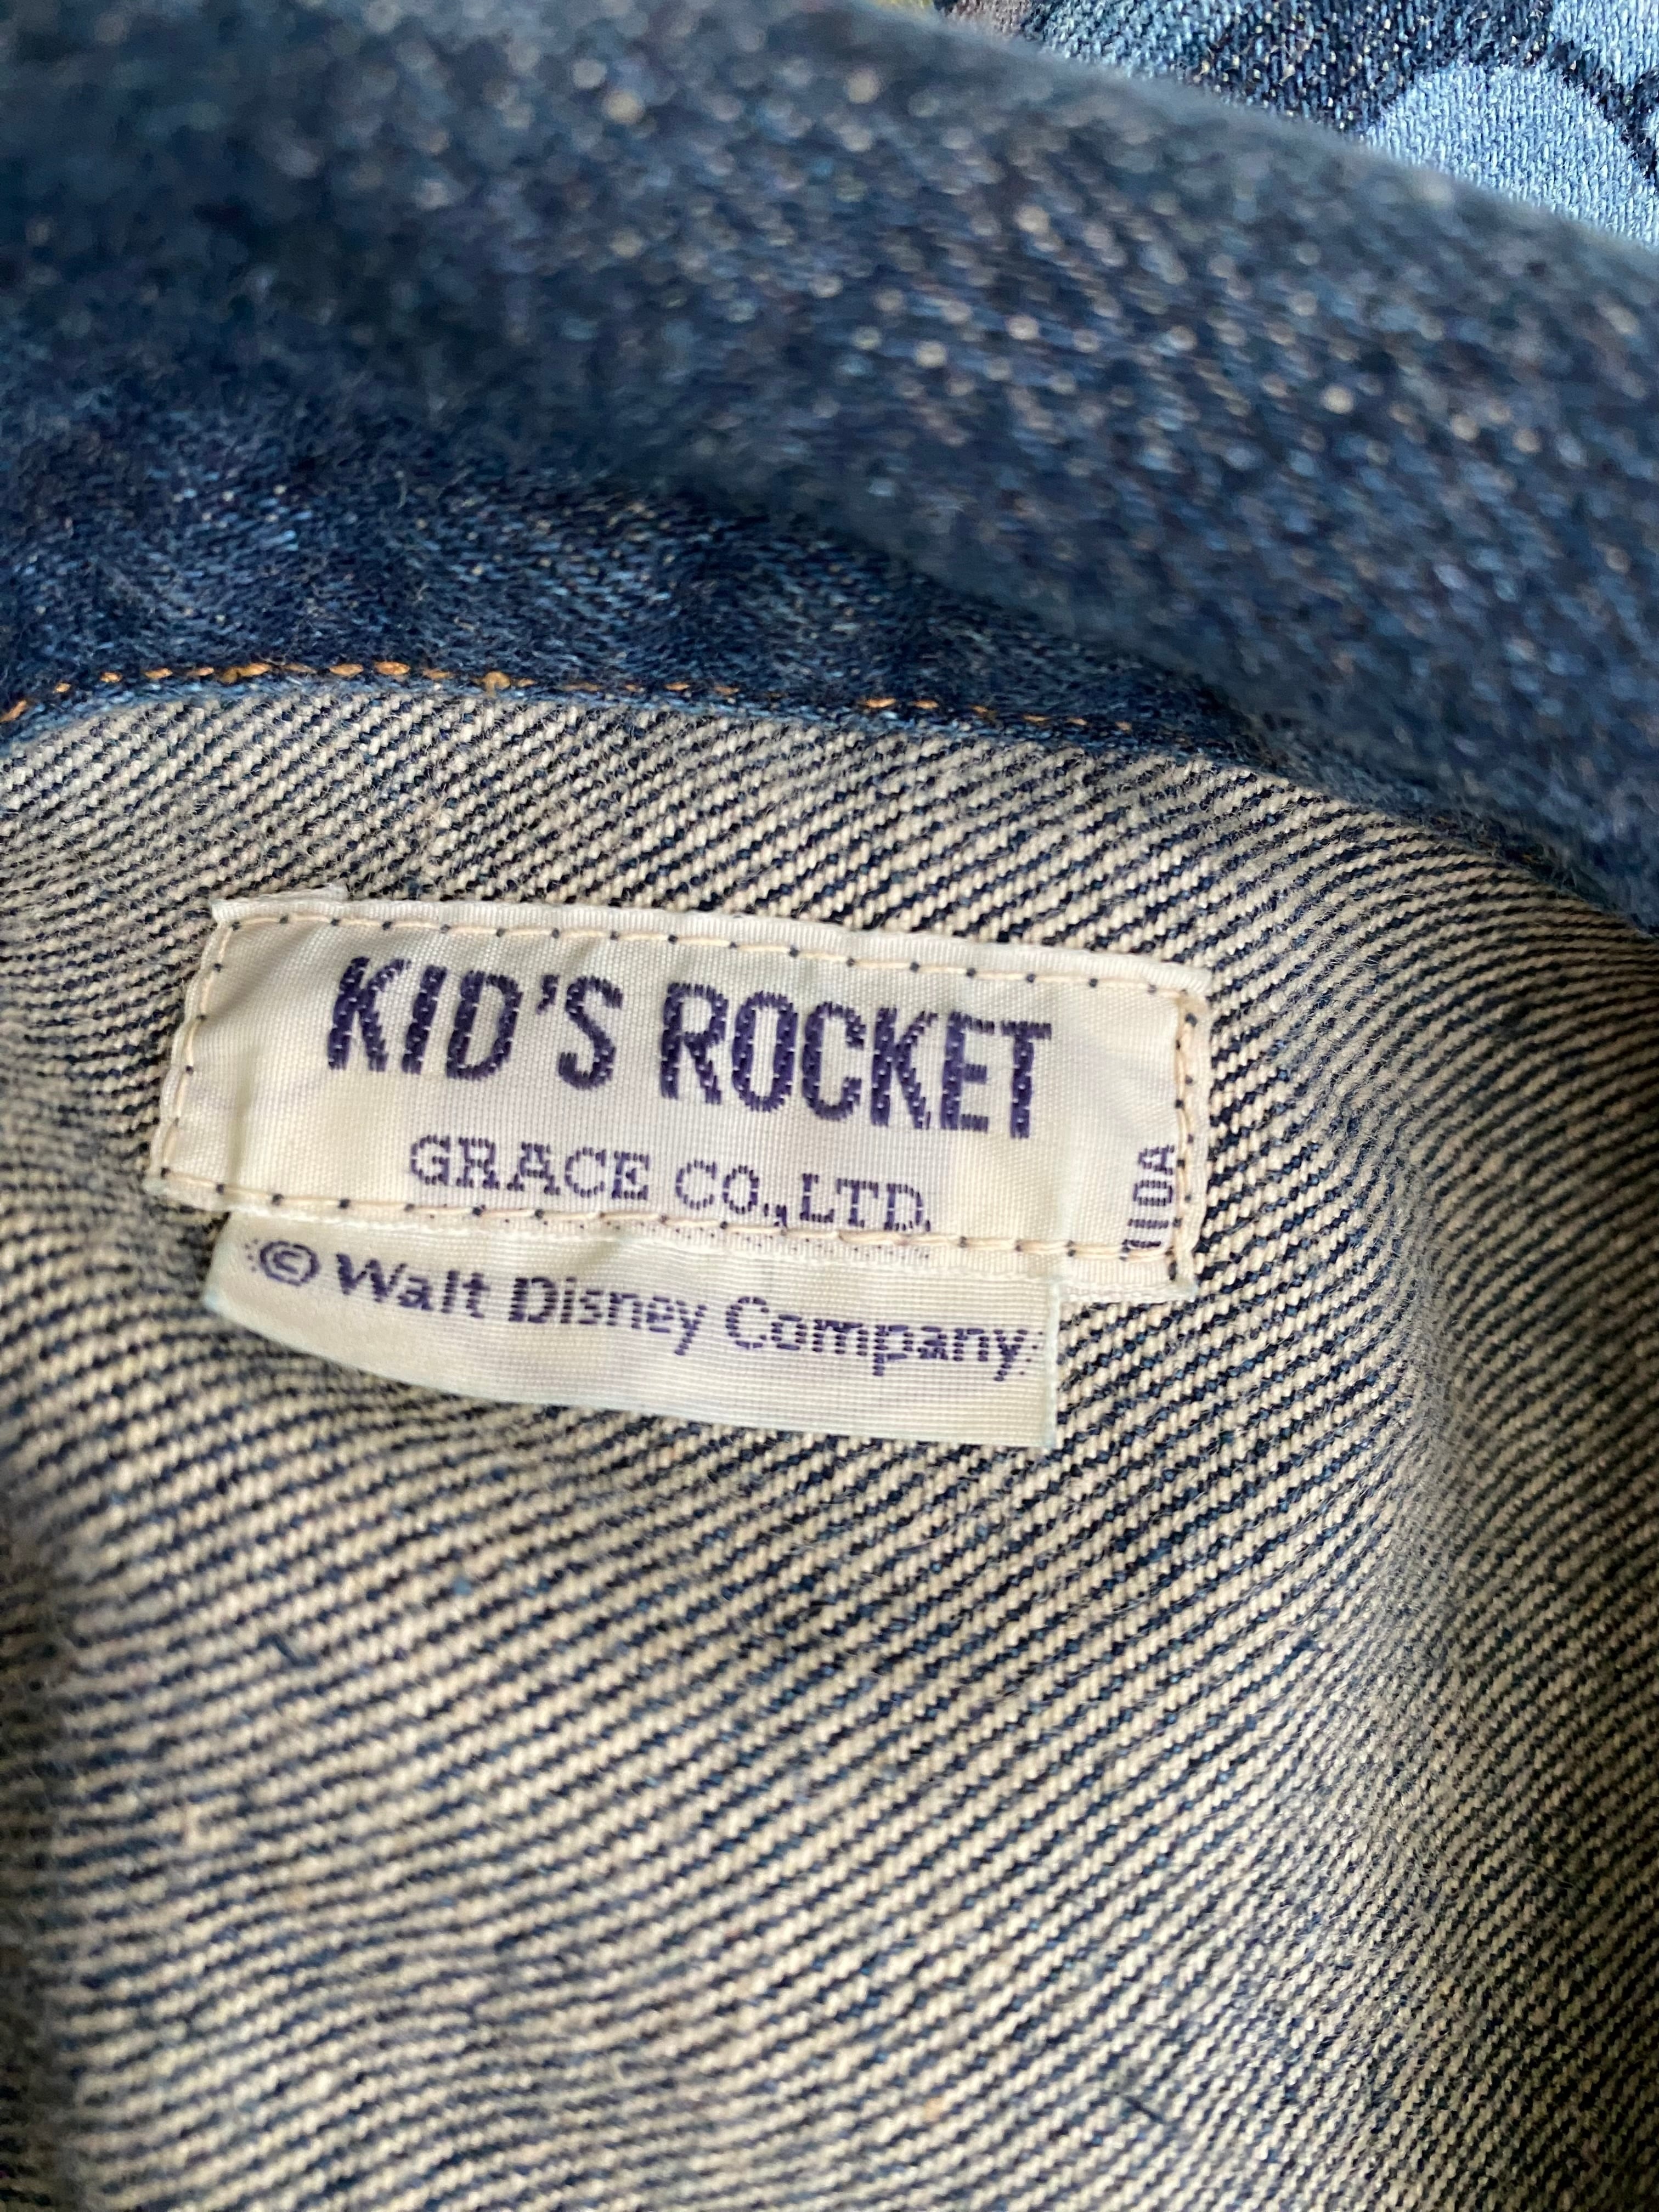 KID'S ROCKET
GRACE CO.,LTD.
110A
© Walt Disney Company